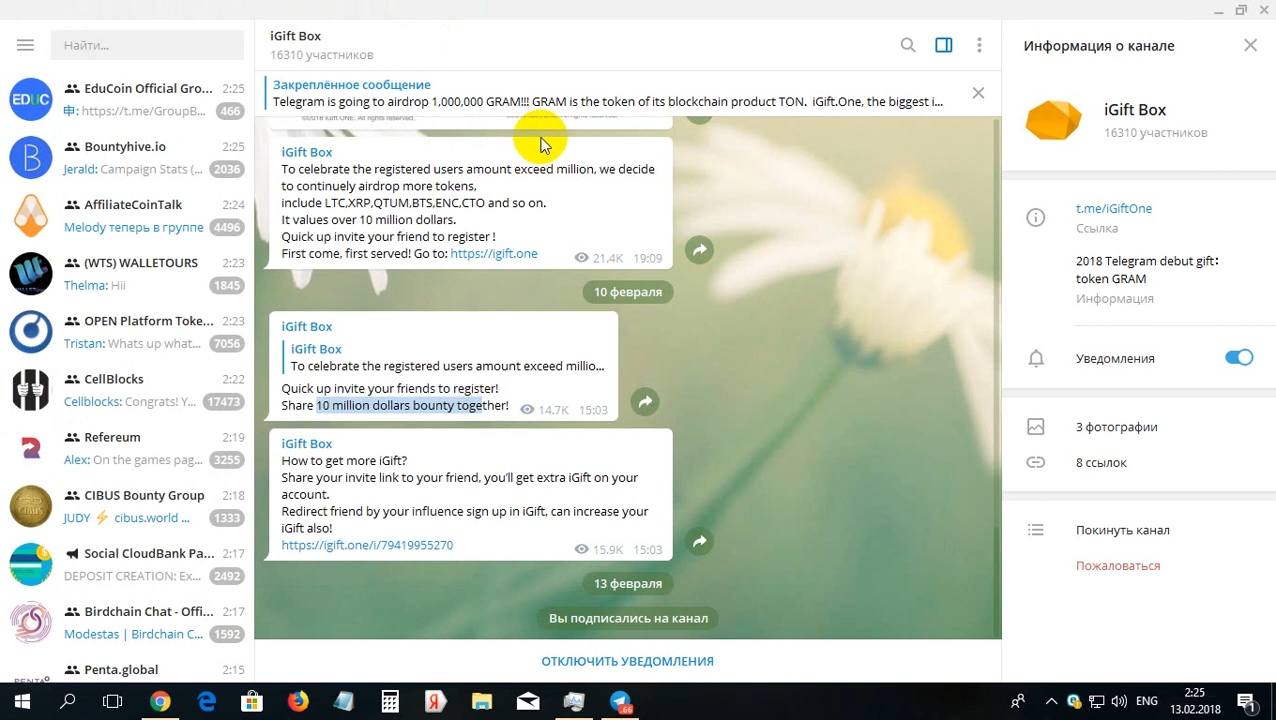 Найти...
EduCoin Official Gro... 2:25
申: https://t.me/GroupB... 466
Bountyhive.io 2:25
Jerald: Campaign Stats (... 2036
AffiliateCoinTalk 2:24
Melody теперь в группе 4496
(WTS) WALLETOURS 2:23
Thelma: Hii 1845
OPEN Platform Toke... 2:23
Tristan: Whats up what... 7056
CellBlocks 2:22
Cellblocks: Congrats! Y... 17473
Refereum 2:19
Alex: On the games pag... 3255
CIBUS Bounty Group 2:18
JUDY ⚡ cibus.world ... 1333
Social CloudBank Pa... 2:17
DEPOSIT CREATION: Ex... 2492
Birdchain Chat - Offi... 2:17
Modestas | Birdchain C... 1592
Penta.global 2:15
EDUC
B
iGift Box
16310 участников
Закреплённое сообщение
Telegram is going to airdrop 1,000,000 GRAM!!! GRAM is the token of its blockchain product TON. iGift.One, the biggest i...
©2018 iGift.ONE. All rights reserved.
iGift Box
To celebrate the registered users amount exceed million, we decide
to continuely airdrop more tokens,
include LTC,XRP,QTUM,BTS,ENC,CTO and so on.
It values over 10 million dollars.
Quick up invite your friend to register !
First come, first served! Go to: https://igift.one 21.4K 19:09
10 февраля
iGift Box
iGift Box
To celebrate the registered users amount exceed millio...
Quick up invite your friends to register!
Share 10 million dollars bounty together! 14.7K 15:03
iGift Box
How to get more iGift?
Share your invite link to your friend, you'll get extra iGift on your
account.
Redirect friend by your influence sign up in iGift, can increase your
iGift also!
https://igift.one/i/79419955270 15.9K 15:03
13 февраля
Вы подписались на канал
ОТКЛЮЧИТЬ УВЕДОМЛЕНИЯ
Информация о канале
iGift Box
16310 участников
t.me/iGiftOne
Ссылка
2018 Telegram debut gift:
token GRAM
Информация
Уведомления
3 фотографии
8 ссылок
Покинуть канал
Пожаловаться
Я
.66
ENG
2:25
13.02.2018
1